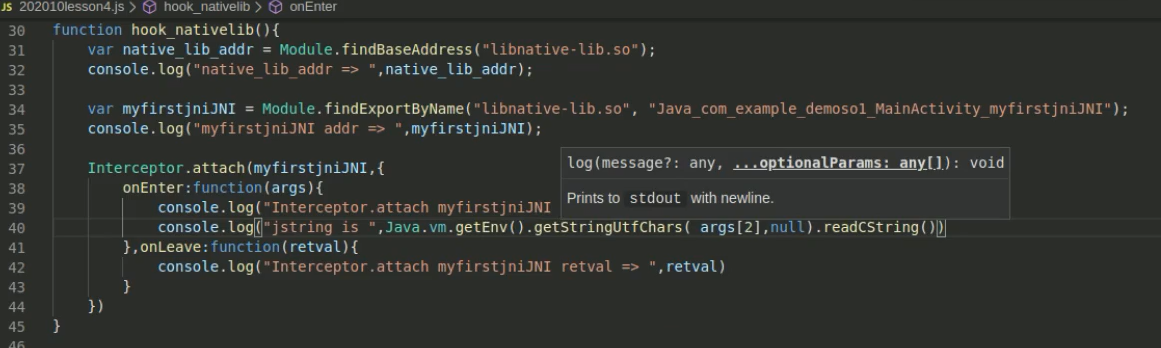 JS 202010lesson4.js > hook_nativelib > onEnter
30 function hook_nativelib(){
31 var native_lib_addr = Module.findBaseAddress("libnative-lib.so");
32 console.log("native_lib_addr => ",native_lib_addr);
33
34 var myfirstjniJNI = Module.findExportByName("libnative-lib.so", "Java_com_example_demoso1_MainActivity_myfirstjniJNI");
35 console.log("myfirstjniJNI addr => ",myfirstjniJNI);
36
37 Interceptor.attach(myfirstjniJNI,{
log(message?: any, ...optionalParams: any[]): void
38 onEnter:function(args){
Prints to stdout with newline.
39 console.log("Interceptor.attach myfirstjniJNI
40 console.log("jstring is ",Java.vm.getEnv().getStringUtfChars( args[2],null).readCString())
41 },onLeave:function(retval){
42 console.log("Interceptor.attach myfirstjniJNI retval => ",retval)
43 }
44 })
45 }
46